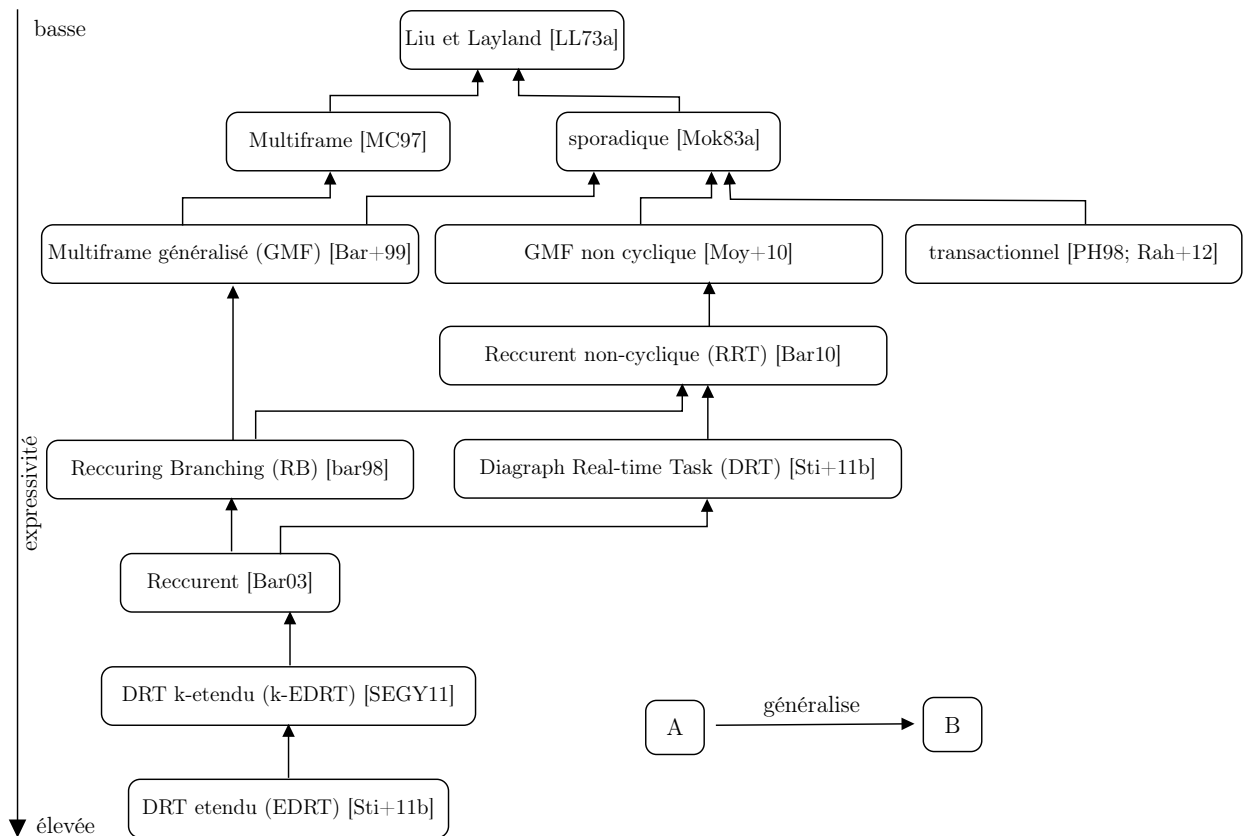 basse
Liu et Layland [LL73a]
Multiframe [MC97]
sporadique [Mok83a]
Multiframe généralisé (GMF) [Bar+99]
GMF non cyclique [Moy+10]
transactionnel [PH98; Rah+12]
Reccurent non-cyclique (RRT) [Bar10]
expressivité
Reccuring Branching (RB) [bar98]
Diagraph Real-time Task (DRT) [Sti+11b]
Reccurent [Bar03]
DRT k-etendu (k-EDRT) [SEGY11]
A
généralise
B
DRT etendu (EDRT) [Sti+11b]
élevée